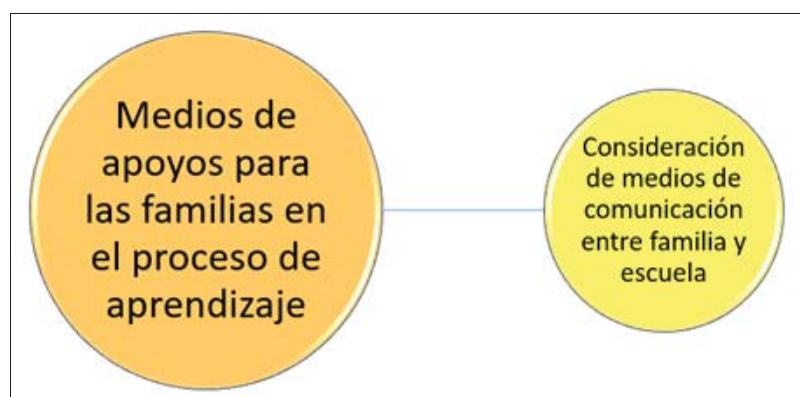 Medios de
apoyos para
las familias en
el proceso de
aprendizaje
Consideración
de medios de
comunicación
entre familia y
escuela